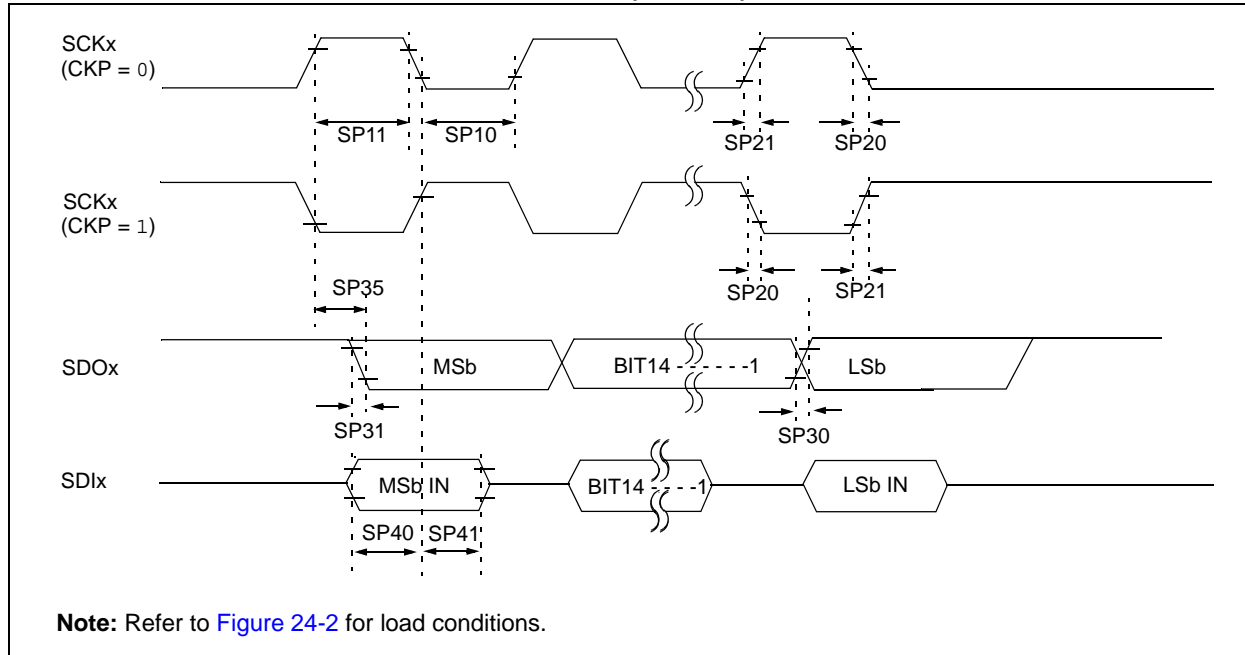 SCKx
(CKP = 0)
SP11
SP10
SP21
SP20
SCKx
(CKP = 1)
SP35
SP20
SP21
SDOx
MSb
BIT14 - - - - - -1
LSb
SP31
SP30
SDIx
MSb IN
BIT14 - - - -1
LSb IN
SP40
SP41
Note: Refer to Figure 24-2 for load conditions.